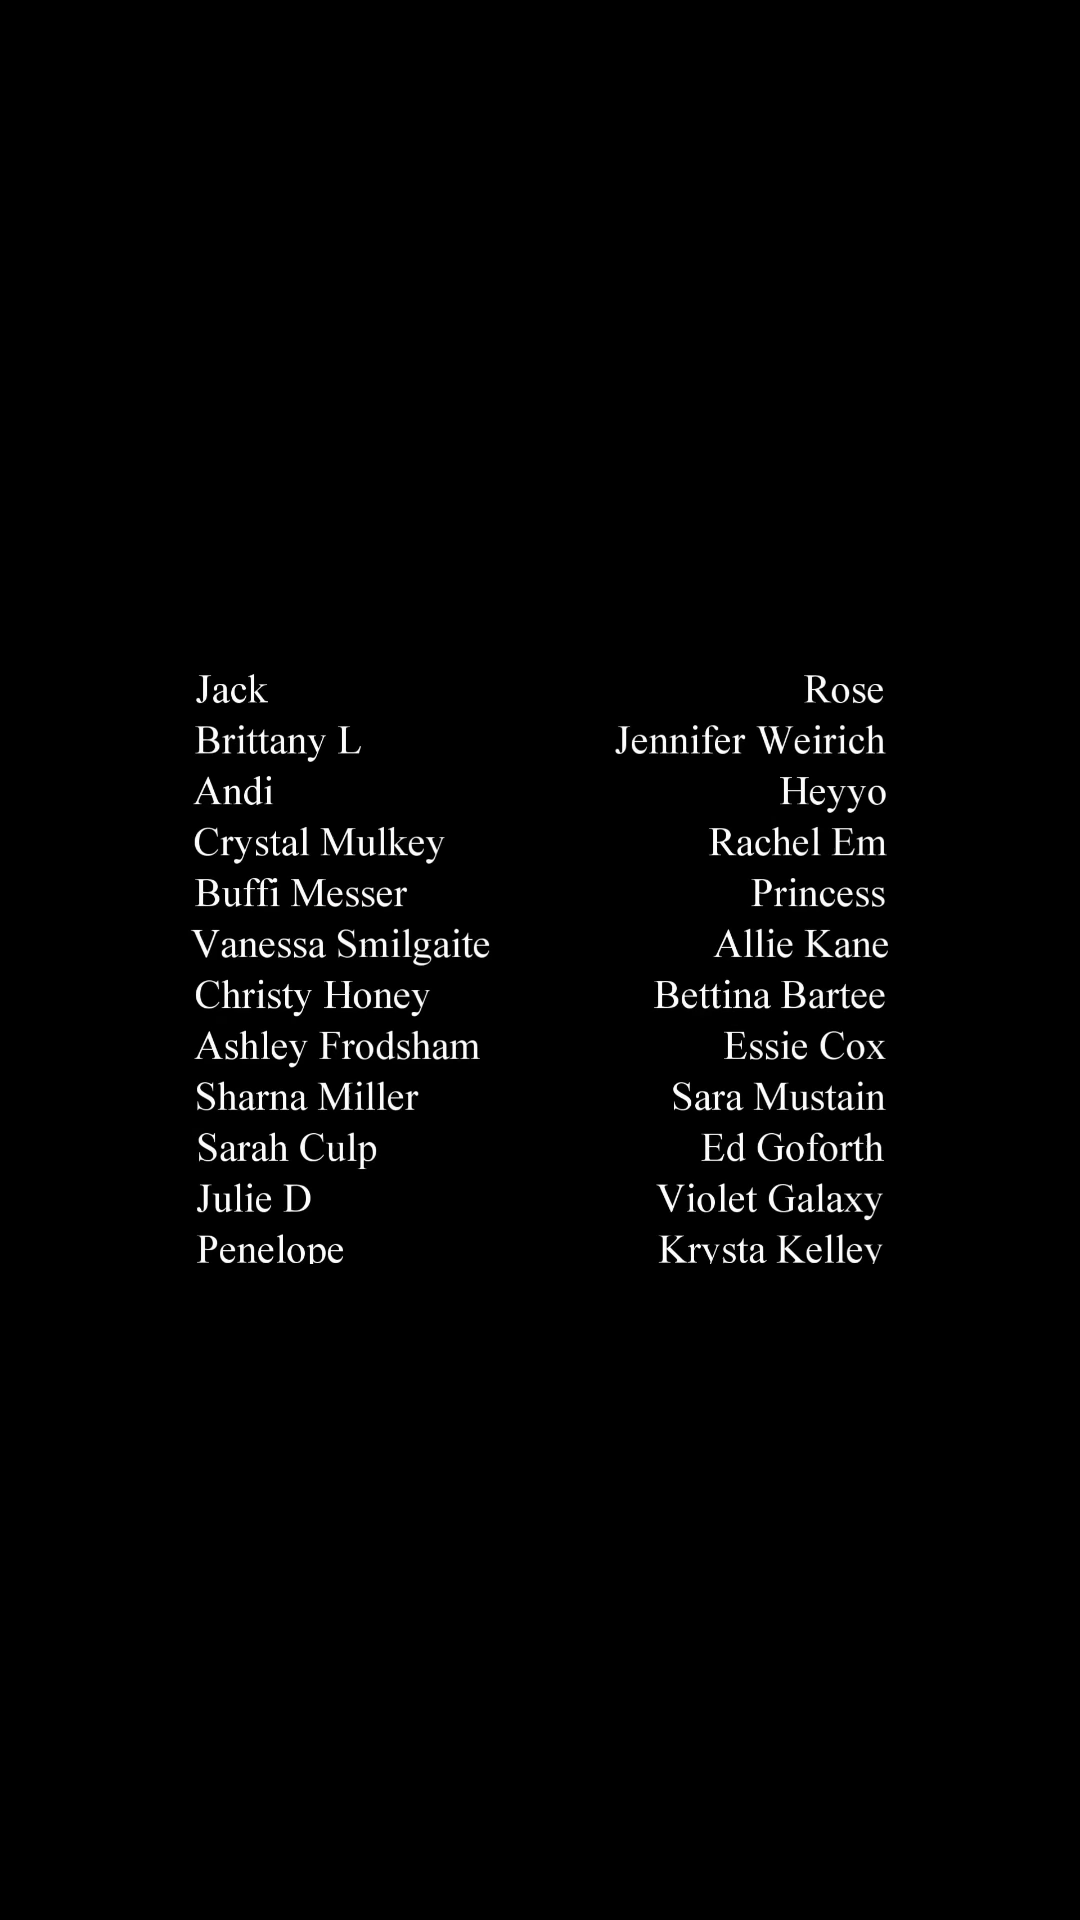 Jack Rose
Brittany L Jennifer Weirich
Andi Heyyo
Crystal Mulkey Rachel Em
Buffi Messer Princess
Vanessa Smilgaite Allie Kane
Christy Honey Bettina Bartee
Ashley Frodsham Essie Cox
Sharna Miller Sara Mustain
Sarah Culp Ed Goforth
Julie D Violet Galaxy
Penelope Krysta Kelley